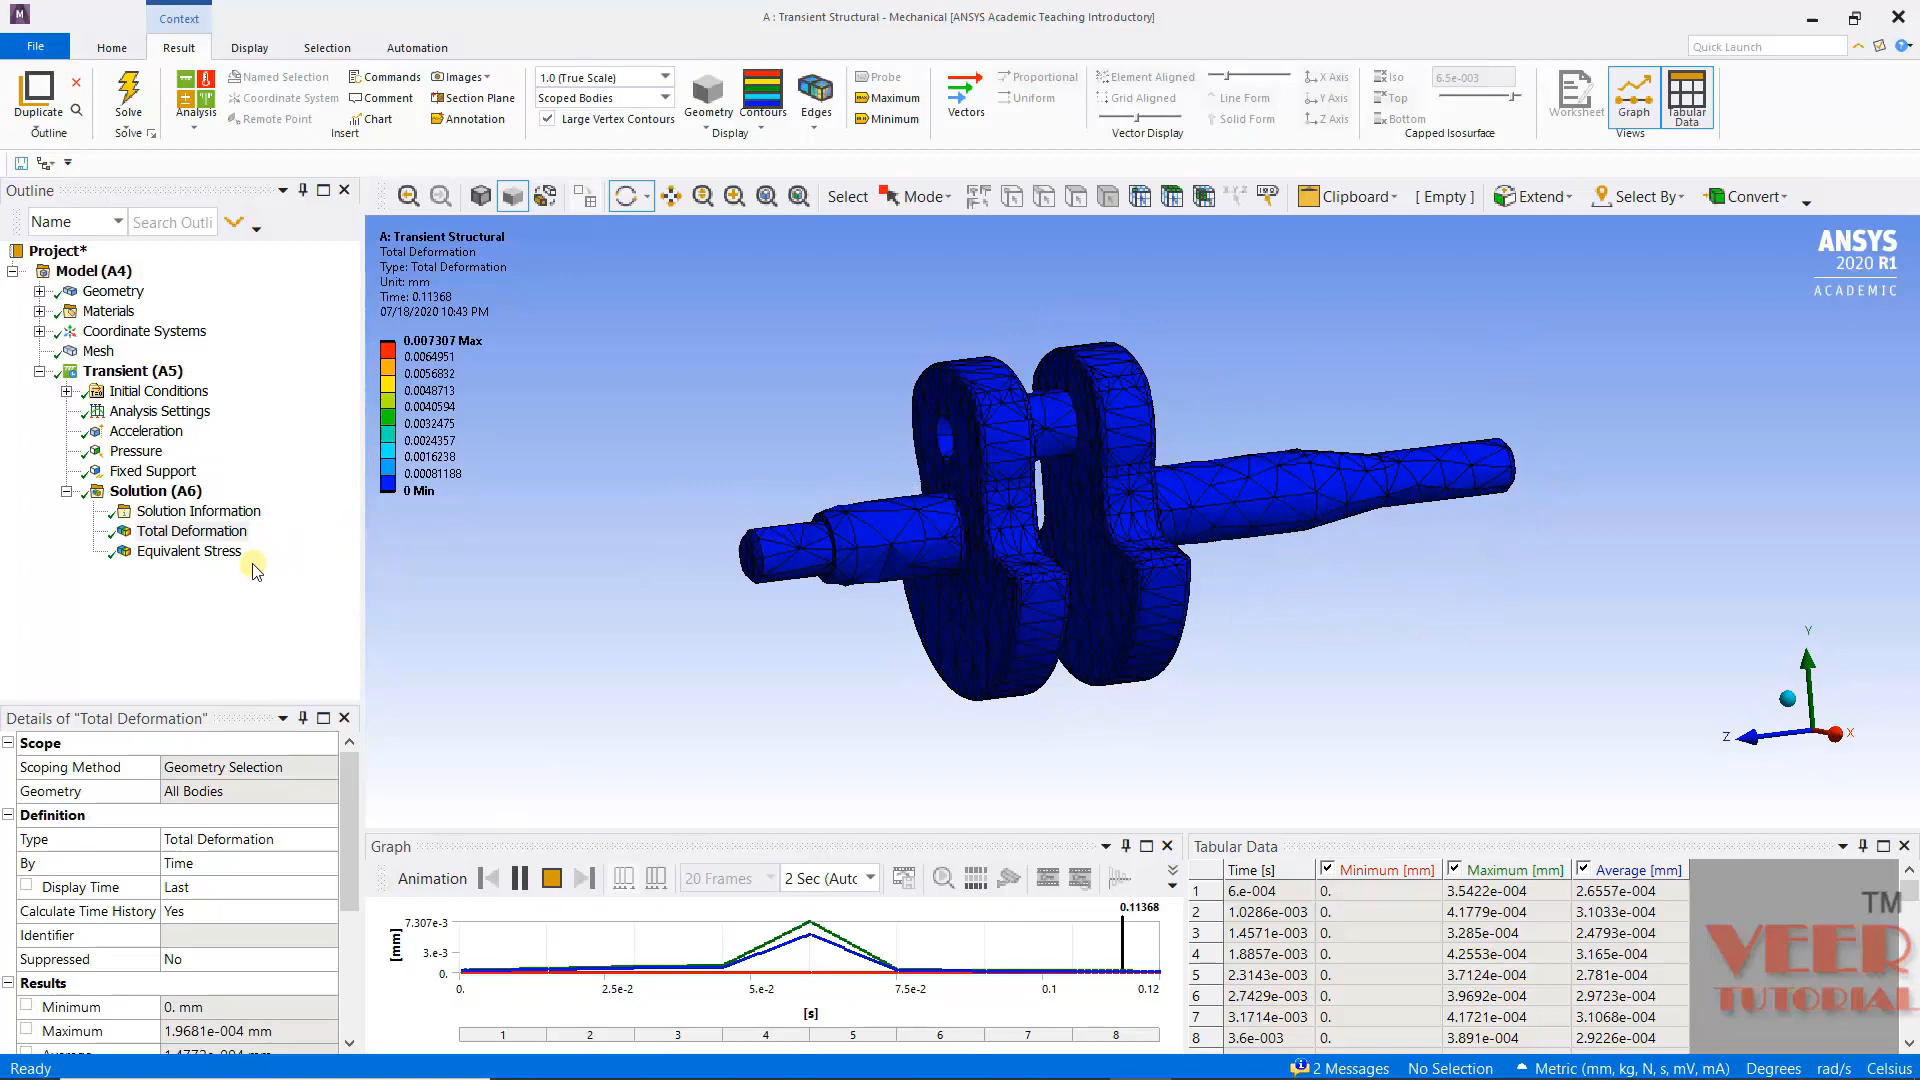 Context
A : Transient Structural - Mechanical [ANSYS Academic Teaching Introductory]
File
Home
Result
Display
Selection
Automation
Quick Launch
Duplicate
Outline
Solve
Solve
Analysis
Named Selection
Coordinate System
Remote Point
Commands
Comment
Chart
Insert
Images
Section Plane
Annotation
1.0 (True Scale)
Scoped Bodies
Large Vertex Contours
Geometry
Contours
Edges
Display
Probe
Maximum
Minimum
Vectors
Proportional
Uniform
Element Aligned
Grid Aligned
Line Form
Solid Form
X Axis
Y Axis
Z Axis
Vector Display
Iso
Top
Bottom
6.5e-003
Capped Isosurface
Worksheet
Graph
Tabular
Data
Views
Outline
Name
Search Outli
Select
Mode
Clipboard
[ Empty ]
Extend
Select By
Convert
Project*
Model (A4)
Geometry
Materials
Coordinate Systems
Mesh
Transient (A5)
Initial Conditions
Analysis Settings
Acceleration
Pressure
Fixed Support
Solution (A6)
Solution Information
Total Deformation
Equivalent Stress
A: Transient Structural
Total Deformation
Type: Total Deformation
Unit: mm
Time: 0.11368
07/18/2020 10:43 PM
0.007307 Max
0.0064951
0.0056832
0.0048713
0.0040594
0.0032475
0.0024357
0.0016238
0.00081188
0 Min
ANSYS
2020 R1
ACADEMIC
Y
Z
X
Details of "Total Deformation"
Scope
Scoping Method Geometry Selection
Geometry All Bodies
Definition
Type Total Deformation
By Time
Display Time Last
Calculate Time History Yes
Identifier
Suppressed No
Results
Minimum 0. mm
Maximum 1.9681e-004 mm
Graph
Animation
20 Frames
2 Sec (Autc
0.11368
7.307e-3
3.e-3
0.
[mm]
0. 2.5e-2 5.e-2 7.5e-2 0.1 0.12
[s]
1 2 3 4 5 6 7 8
Tabular Data
Time [s] Minimum [mm] Maximum [mm] Average [mm]
1 6.e-004 0. 3.5422e-004 2.6557e-004
2 1.0286e-003 0. 4.1779e-004 3.1033e-004
3 1.4571e-003 0. 3.285e-004 2.4793e-004
4 1.8857e-003 0. 4.2553e-004 3.165e-004
5 2.3143e-003 0. 3.7124e-004 2.781e-004
6 2.7429e-003 0. 3.9692e-004 2.9723e-004
7 3.1714e-003 0. 4.1721e-004 3.1068e-004
8 3.6e-003 0. 3.891e-004 2.9226e-004
TM
VEER
TUTORIAL
Ready
2 Messages
No Selection
Metric (mm, kg, N, s, mV, mA)
Degrees
rad/s
Celsius